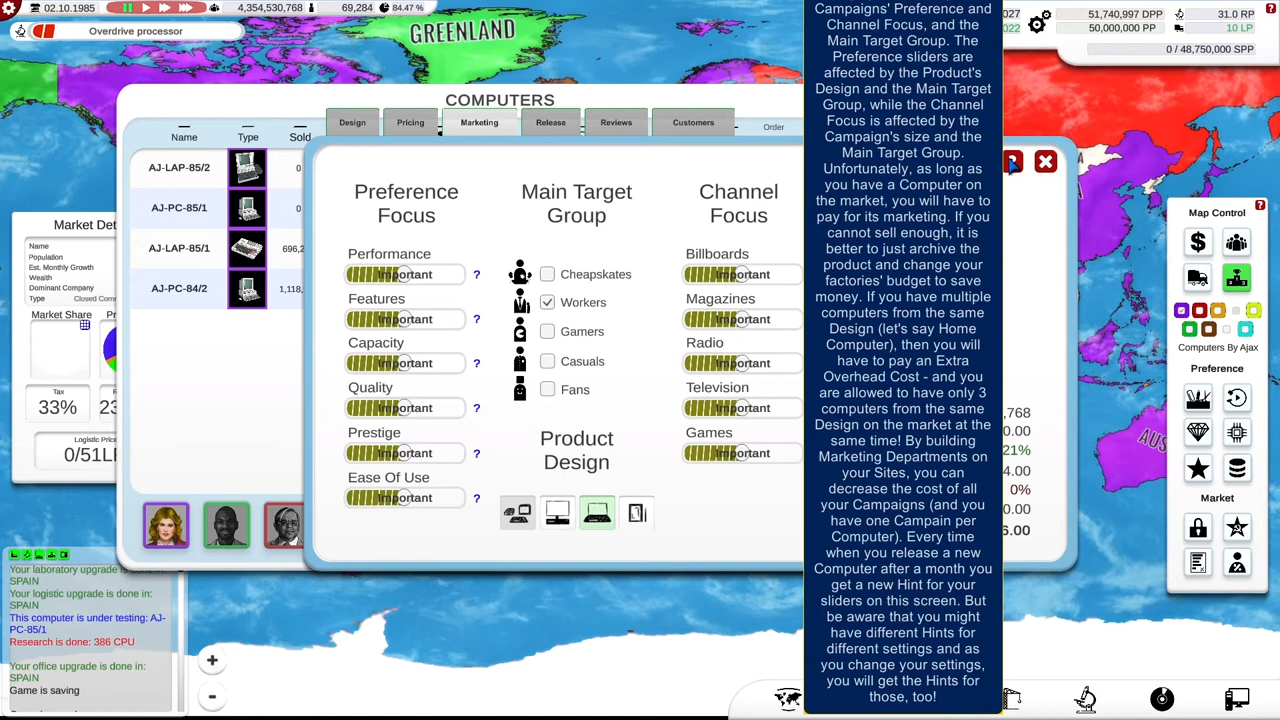 02.10.1985
4,354,530,768
69,284
84.47 %
Overdrive processor
GREENLAND
51,740,997 DPP
31.0 RP
50,000,000 PP
10 LP
0 / 48,750,000 SPP
COMPUTERS
Name
Type
Sold
Order
Design
Pricing
Marketing
Release
Reviews
Customers
AJ-LAP-85/2
0
AJ-PC-85/1
0
AJ-LAP-85/1
696,2
AJ-PC-84/2
1,118,
Preference
Focus
Performance
Important
?
Features
Important
?
Capacity
Important
?
Quality
Important
?
Prestige
Important
?
Ease Of Use
Important
?
Main Target
Group
Cheapskates
Workers
Gamers
Casuals
Fans
Product
Design
Channel
Focus
Billboards
Important
Magazines
Important
Radio
Important
Television
Important
Games
Important
Campaigns' Preference and
Channel Focus, and the
Main Target Group. The
Preference sliders are
affected by the Product's
Design and the Main Target
Group, while the Channel
Focus is affected by the
Campaign's size and the
Main Target Group.
Unfortunately, as long as
you have a Computer on
the market, you will have to
pay for its marketing. If you
cannot sell enough, it is
better to just archive the
product and change your
factories' budget to save
money. If you have multiple
computers from the same
Design (let's say Home
Computer), then you will
have to pay an Extra
Overhead Cost - and you
are allowed to have only 3
computers from the same
Design on the market at the
same time! By building
Marketing Departments on
your Sites, you can
decrease the cost of all
your Campaigns (and you
have one Campain per
Computer). Every time
when you release a new
Computer after a month you
get a new Hint for your
sliders on this screen. But
be aware that you might
have different Hints for
different settings and as
you change your settings,
you will get the Hints for
those, too!
Market Det
Name
Population
Est. Monthly Growth
Wealth
Dominant Company
Type
Closed Comm
Market Share
Tax
33%
Logistic Price
0/51LP
Map Control
?
Computers By Ajax
Preference
Market
AUS
SPAIN
Your logistic upgrade is done in:
SPAIN
This computer is under testing: AJ-
PC-85/1
Research is done: 386 CPU
Your office upgrade is done in:
SPAIN
Game is saving
+
-